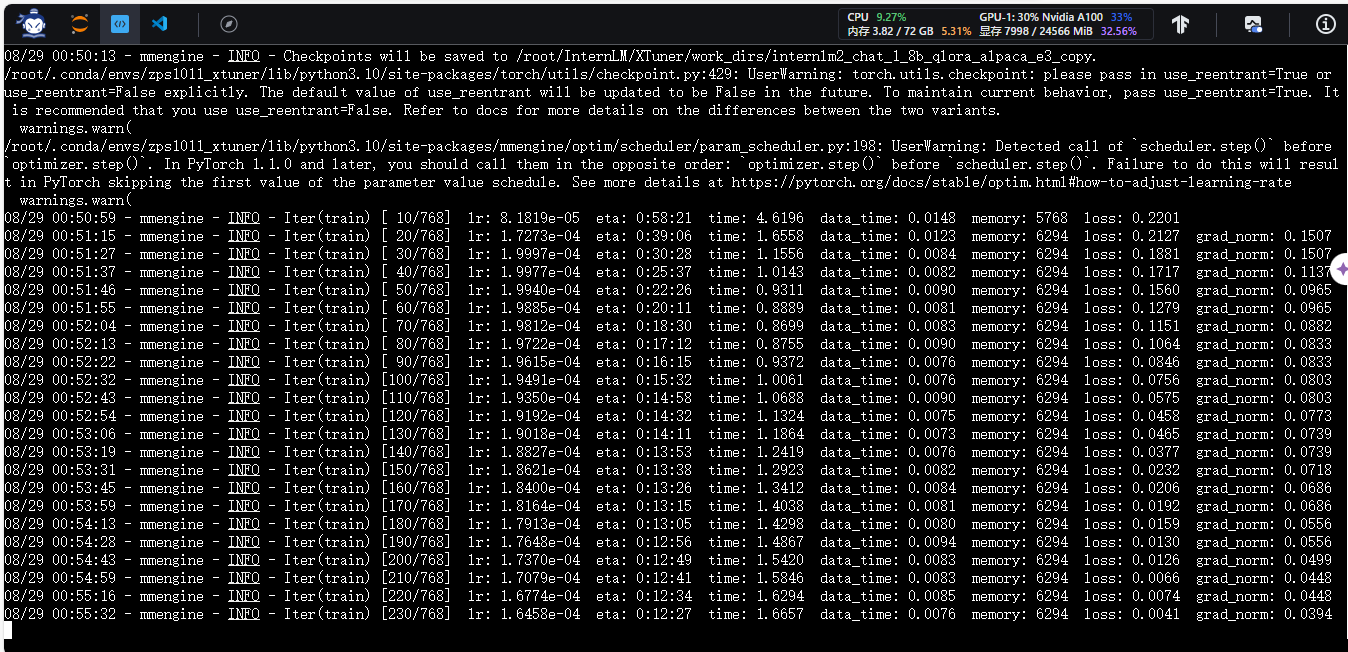 CPU 9.27% GPU-1: 30% Nvidia A100 33%
内存 3.82 / 72 GB 5.31% 显存 7998 / 24566 MiB 32.56%
08/29 00:50:13 - mmengine - INFO - Checkpoints will be saved to /root/InternLM/XTuner/work_dirs/internlm2_chat_1_8b_qlora_alpaca_e3_copy.
/root/.conda/envs/zps1011_xtuner/lib/python3.10/site-packages/torch/utils/checkpoint.py:429: UserWarning: torch.utils.checkpoint: please pass in use_reentrant=True or
use_reentrant=False explicitly. The default value of use_reentrant will be updated to be False in the future. To maintain current behavior, pass use_reentrant=True. It
is recommended that you use use_reentrant=False. Refer to docs for more details on the differences between the two variants.
warnings.warn(
/root/.conda/envs/zps1011_xtuner/lib/python3.10/site-packages/mmengine/optim/scheduler/param_scheduler.py:198: UserWarning: Detected call of `scheduler.step()` before
`optimizer.step()`. In PyTorch 1.1.0 and later, you should call them in the opposite order: `optimizer.step()` before `scheduler.step()`. Failure to do this will resul
t in PyTorch skipping the first value of the parameter value schedule. See more details at https://pytorch.org/docs/stable/optim.html#how-to-adjust-learning-rate
warnings.warn(
08/29 00:50:59 - mmengine - INFO - Iter(train) [ 10/768] lr: 8.1819e-05 eta: 0:58:21 time: 4.6196 data_time: 0.0148 memory: 5768 loss: 0.2201
08/29 00:51:15 - mmengine - INFO - Iter(train) [ 20/768] lr: 1.7273e-04 eta: 0:39:06 time: 1.6558 data_time: 0.0123 memory: 6294 loss: 0.2127 grad_norm: 0.1507
08/29 00:51:27 - mmengine - INFO - Iter(train) [ 30/768] lr: 1.9997e-04 eta: 0:30:28 time: 1.1556 data_time: 0.0084 memory: 6294 loss: 0.1881 grad_norm: 0.1507
08/29 00:51:37 - mmengine - INFO - Iter(train) [ 40/768] lr: 1.9977e-04 eta: 0:25:37 time: 1.0143 data_time: 0.0082 memory: 6294 loss: 0.1717 grad_norm: 0.1137
08/29 00:51:46 - mmengine - INFO - Iter(train) [ 50/768] lr: 1.9940e-04 eta: 0:22:26 time: 0.9311 data_time: 0.0090 memory: 6294 loss: 0.1560 grad_norm: 0.0965
08/29 00:51:55 - mmengine - INFO - Iter(train) [ 60/768] lr: 1.9885e-04 eta: 0:20:11 time: 0.8889 data_time: 0.0081 memory: 6294 loss: 0.1279 grad_norm: 0.0965
08/29 00:52:04 - mmengine - INFO - Iter(train) [ 70/768] lr: 1.9812e-04 eta: 0:18:30 time: 0.8699 data_time: 0.0083 memory: 6294 loss: 0.1151 grad_norm: 0.0882
08/29 00:52:13 - mmengine - INFO - Iter(train) [ 80/768] lr: 1.9722e-04 eta: 0:17:12 time: 0.8755 data_time: 0.0090 memory: 6294 loss: 0.1064 grad_norm: 0.0833
08/29 00:52:22 - mmengine - INFO - Iter(train) [ 90/768] lr: 1.9615e-04 eta: 0:16:15 time: 0.9372 data_time: 0.0076 memory: 6294 loss: 0.0846 grad_norm: 0.0833
08/29 00:52:32 - mmengine - INFO - Iter(train) [100/768] lr: 1.9491e-04 eta: 0:15:32 time: 1.0061 data_time: 0.0076 memory: 6294 loss: 0.0756 grad_norm: 0.0803
08/29 00:52:43 - mmengine - INFO - Iter(train) [110/768] lr: 1.9350e-04 eta: 0:14:58 time: 1.0688 data_time: 0.0090 memory: 6294 loss: 0.0575 grad_norm: 0.0803
08/29 00:52:54 - mmengine - INFO - Iter(train) [120/768] lr: 1.9192e-04 eta: 0:14:32 time: 1.1324 data_time: 0.0075 memory: 6294 loss: 0.0458 grad_norm: 0.0773
08/29 00:53:06 - mmengine - INFO - Iter(train) [130/768] lr: 1.9018e-04 eta: 0:14:11 time: 1.1864 data_time: 0.0073 memory: 6294 loss: 0.0465 grad_norm: 0.0739
08/29 00:53:19 - mmengine - INFO - Iter(train) [140/768] lr: 1.8827e-04 eta: 0:13:53 time: 1.2419 data_time: 0.0076 memory: 6294 loss: 0.0377 grad_norm: 0.0739
08/29 00:53:31 - mmengine - INFO - Iter(train) [150/768] lr: 1.8621e-04 eta: 0:13:38 time: 1.2923 data_time: 0.0082 memory: 6294 loss: 0.0232 grad_norm: 0.0718
08/29 00:53:45 - mmengine - INFO - Iter(train) [160/768] lr: 1.8400e-04 eta: 0:13:26 time: 1.3412 data_time: 0.0084 memory: 6294 loss: 0.0206 grad_norm: 0.0686
08/29 00:53:59 - mmengine - INFO - Iter(train) [170/768] lr: 1.8164e-04 eta: 0:13:15 time: 1.4038 data_time: 0.0081 memory: 6294 loss: 0.0192 grad_norm: 0.0686
08/29 00:54:13 - mmengine - INFO - Iter(train) [180/768] lr: 1.7913e-04 eta: 0:13:05 time: 1.4298 data_time: 0.0080 memory: 6294 loss: 0.0159 grad_norm: 0.0556
08/29 00:54:28 - mmengine - INFO - Iter(train) [190/768] lr: 1.7648e-04 eta: 0:12:56 time: 1.4867 data_time: 0.0094 memory: 6294 loss: 0.0130 grad_norm: 0.0556
08/29 00:54:43 - mmengine - INFO - Iter(train) [200/768] lr: 1.7370e-04 eta: 0:12:49 time: 1.5420 data_time: 0.0083 memory: 6294 loss: 0.0126 grad_norm: 0.0499
08/29 00:54:59 - mmengine - INFO - Iter(train) [210/768] lr: 1.7079e-04 eta: 0:12:41 time: 1.5846 data_time: 0.0083 memory: 6294 loss: 0.0066 grad_norm: 0.0448
08/29 00:55:16 - mmengine - INFO - Iter(train) [220/768] lr: 1.6774e-04 eta: 0:12:34 time: 1.6294 data_time: 0.0085 memory: 6294 loss: 0.0074 grad_norm: 0.0448
08/29 00:55:32 - mmengine - INFO - Iter(train) [230/768] lr: 1.6458e-04 eta: 0:12:27 time: 1.6657 data_time: 0.0076 memory: 6294 loss: 0.0041 grad_norm: 0.0394